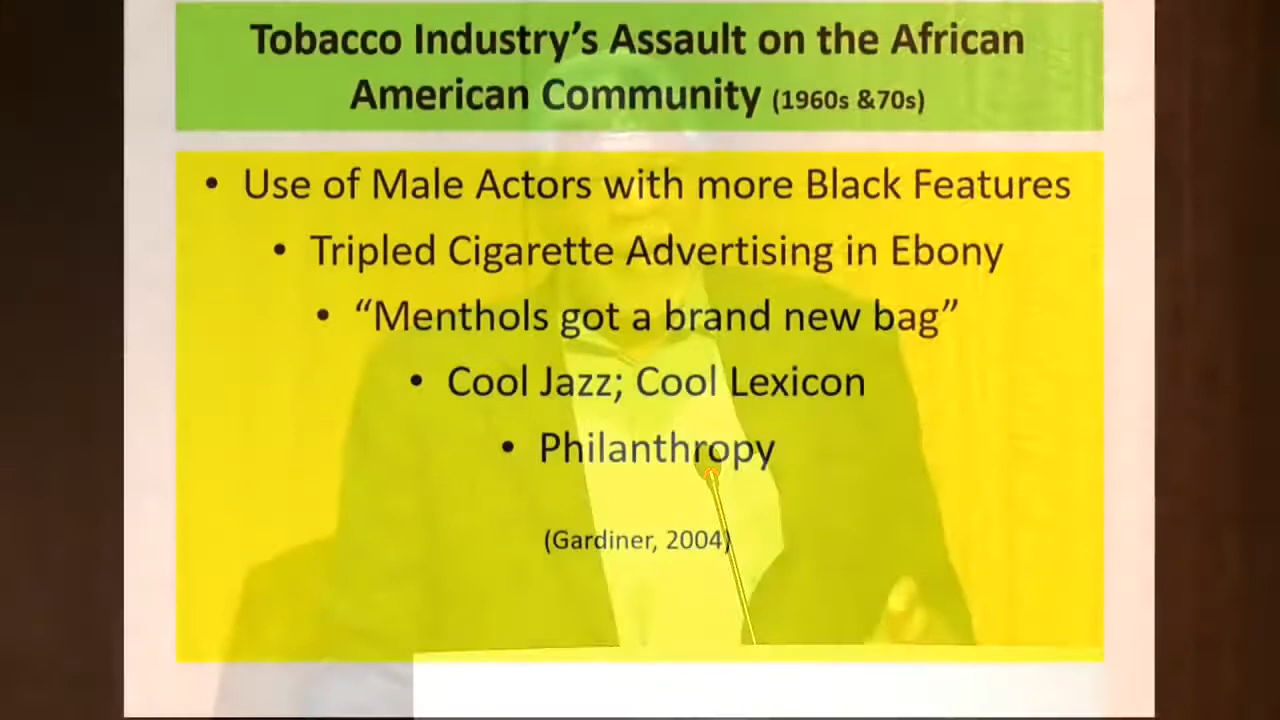 Tobacco Industry's Assault on the African
American Community (1960s &70s)
• Use of Male Actors with more Black Features
• Tripled Cigarette Advertising in Ebony
• “Menthols got a brand new bag”
• Cool Jazz; Cool Lexicon
• Philanthropy
(Gardiner, 2004)